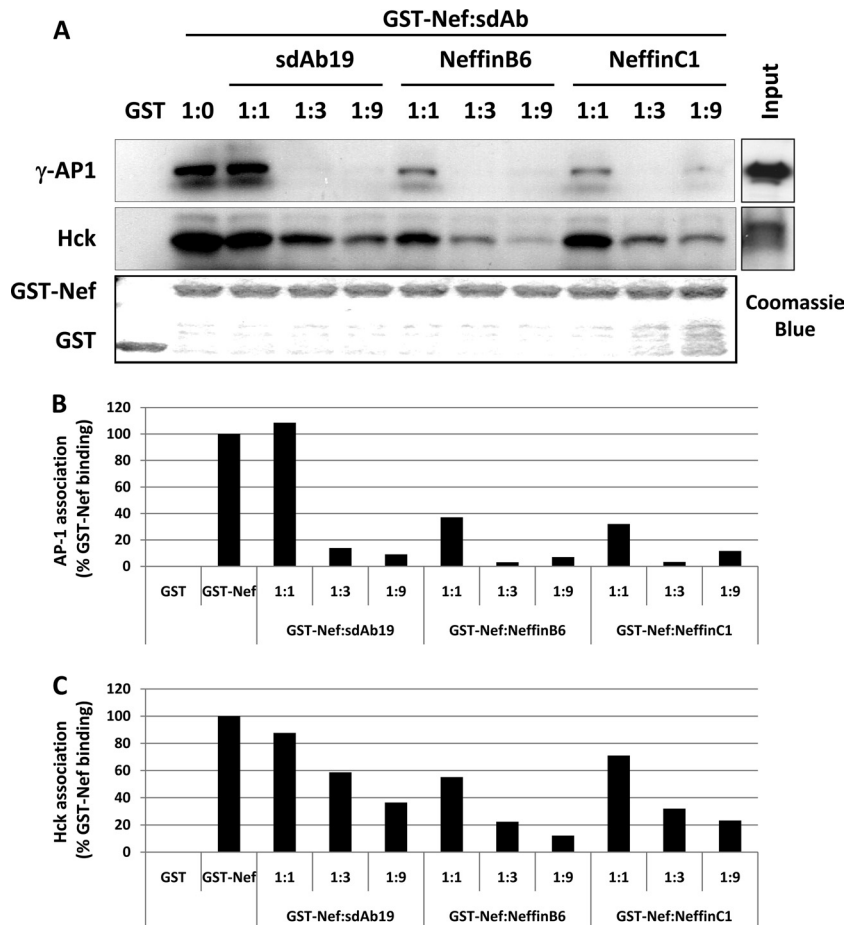 A
GST-Nef:sdAb
sdAb19 NeffinB6 NeffinC1
GST 1:0 1:1 1:3 1:9 1:1 1:3 1:9 1:1 1:3 1:9 Input
γ-AP1
Hck
GST-Nef
GST
Coomassie
Blue
B
AP-1 association
(% GST-Nef binding)
120
100
80
60
40
20
0
GST GST-Nef 1:1 1:3 1:9 1:1 1:3 1:9 1:1 1:3 1:9
GST-Nef:sdAb19 GST-Nef:NeffinB6 GST-Nef:NeffinC1
C
Hck association
(% GST-Nef binding)
120
100
80
60
40
20
0
GST GST-Nef 1:1 1:3 1:9 1:1 1:3 1:9 1:1 1:3 1:9
GST-Nef:sdAb19 GST-Nef:NeffinB6 GST-Nef:NeffinC1